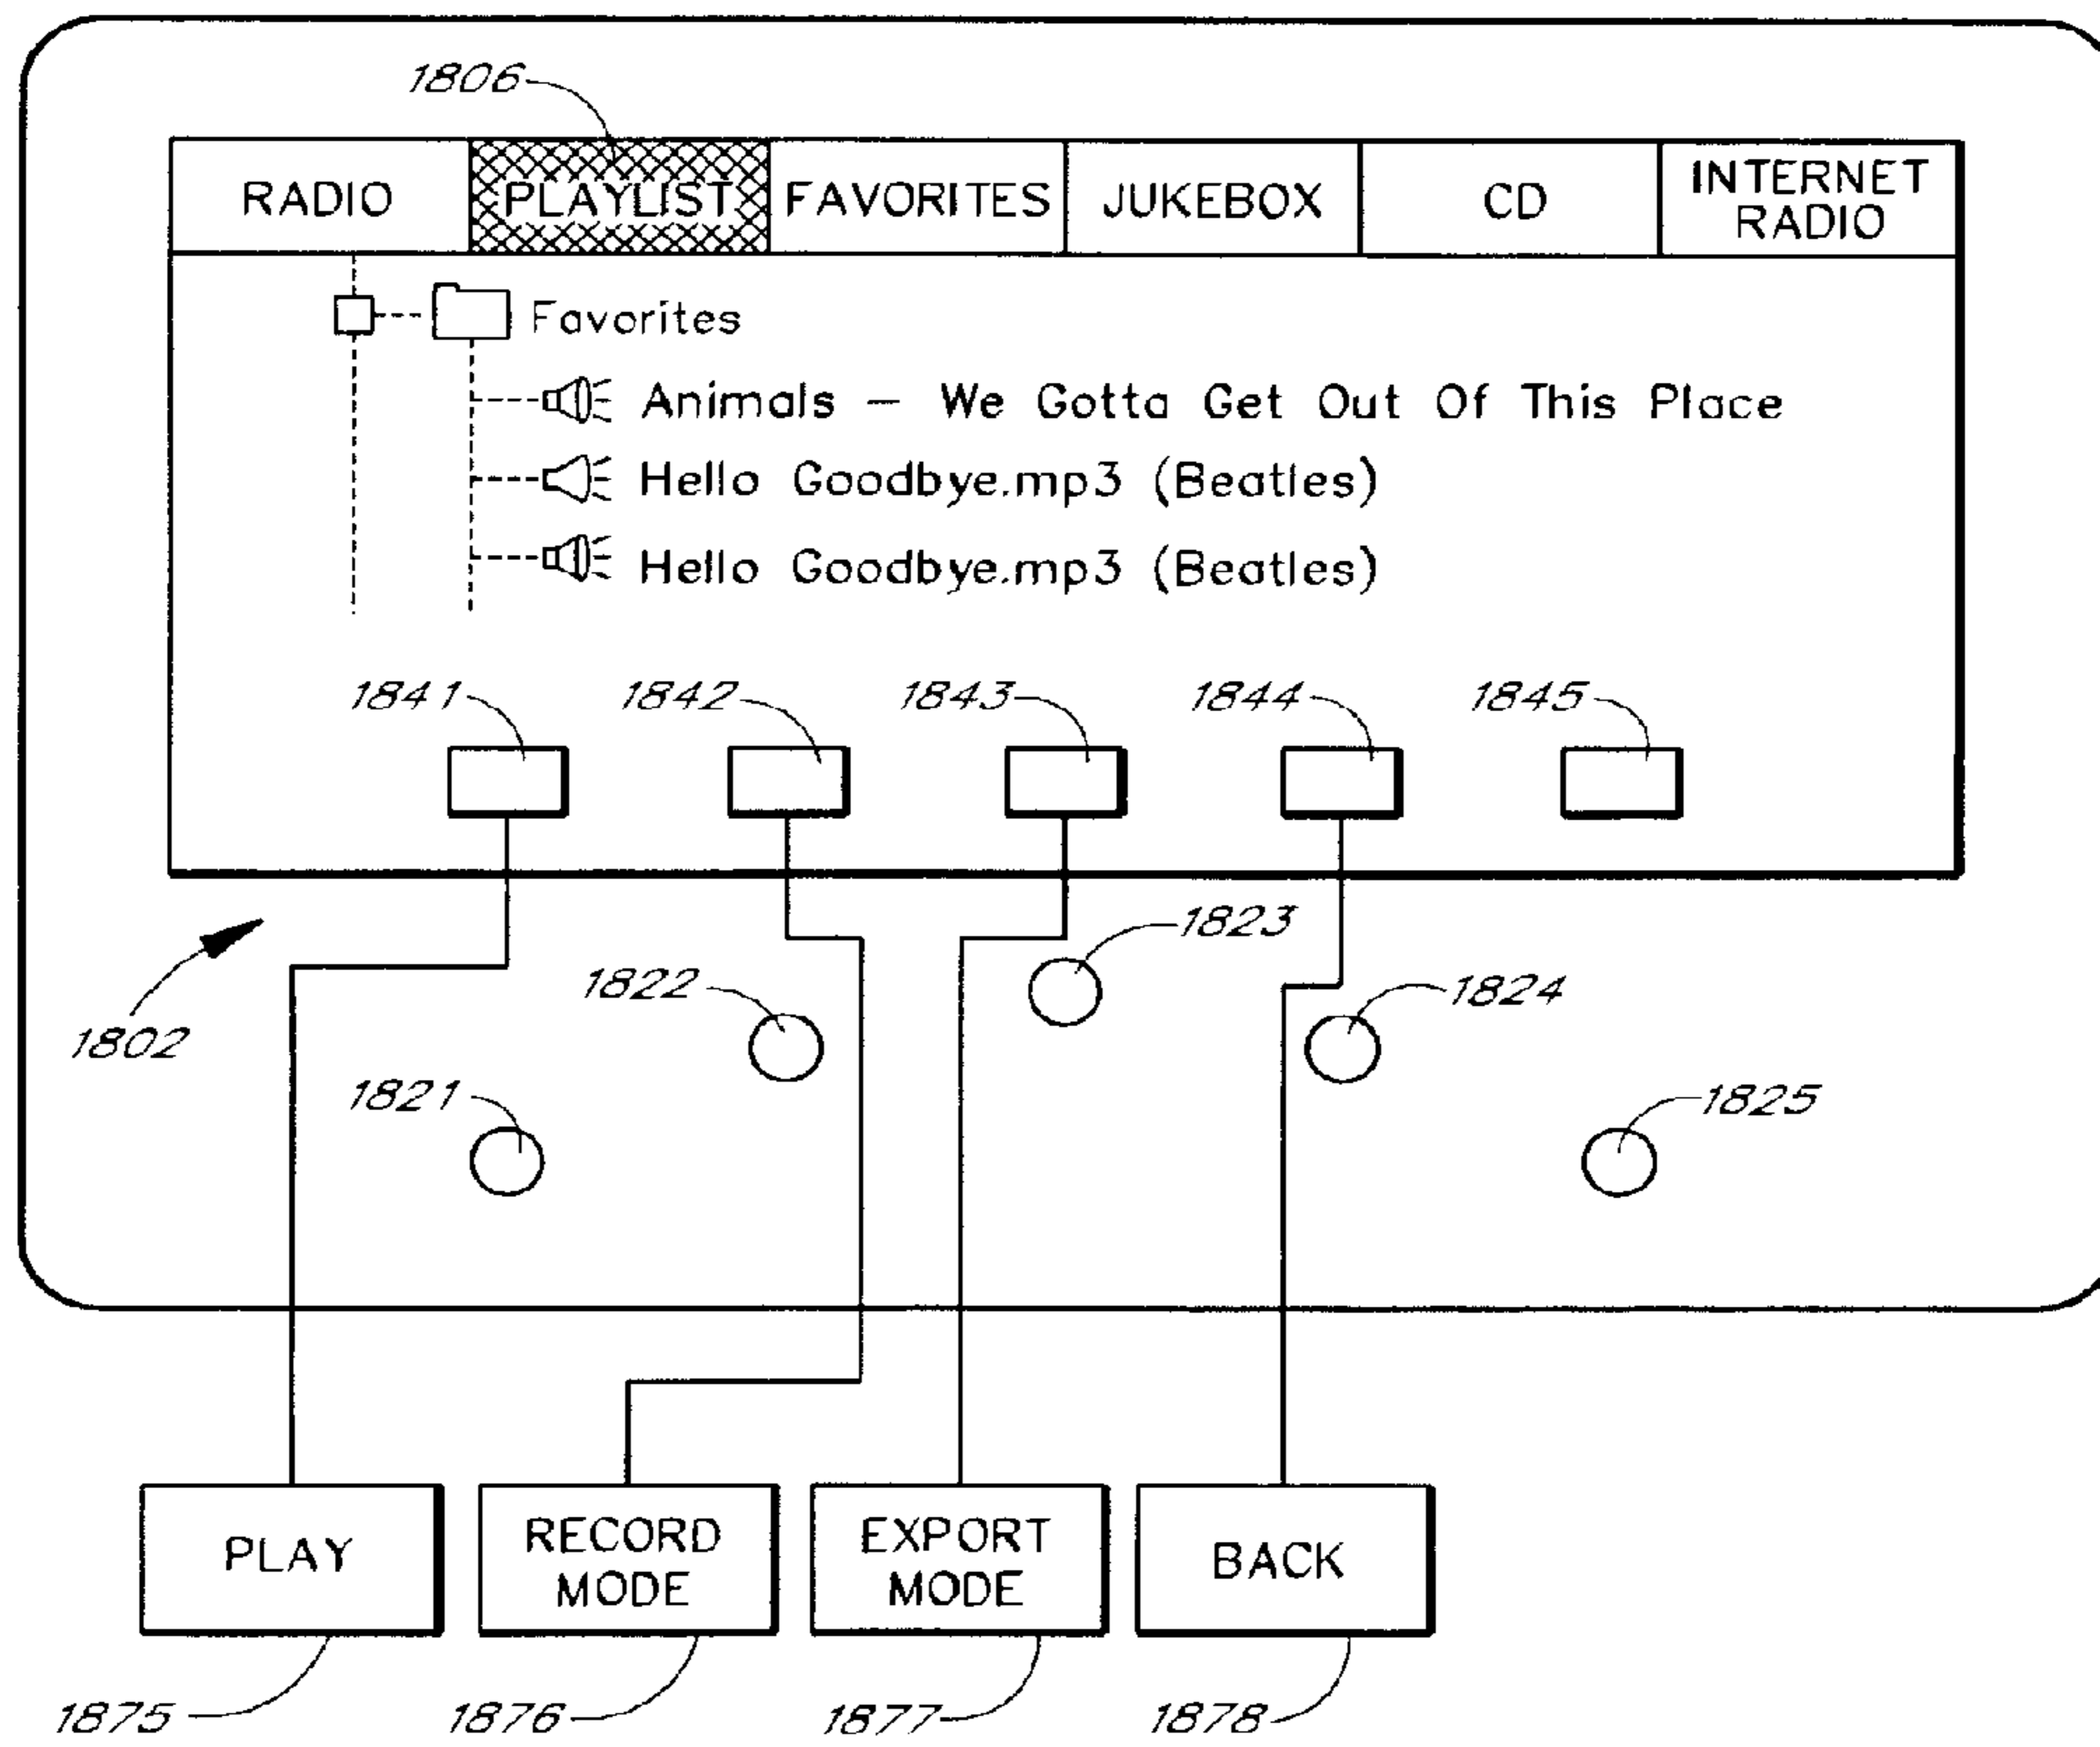 1806
RADIO PLAYLIST FAVORITES JUKEBOX CD INTERNET RADIO
Favorites
Animals – We Gotta Get Out Of This Place
Hello Goodbye.mp3 (Beatles)
Hello Goodbye.mp3 (Beatles)
1841 1842 1843 1844 1845
1823
1822 1824
1802
1821 1825
PLAY RECORD MODE EXPORT MODE BACK
1875 1876 1877 1878